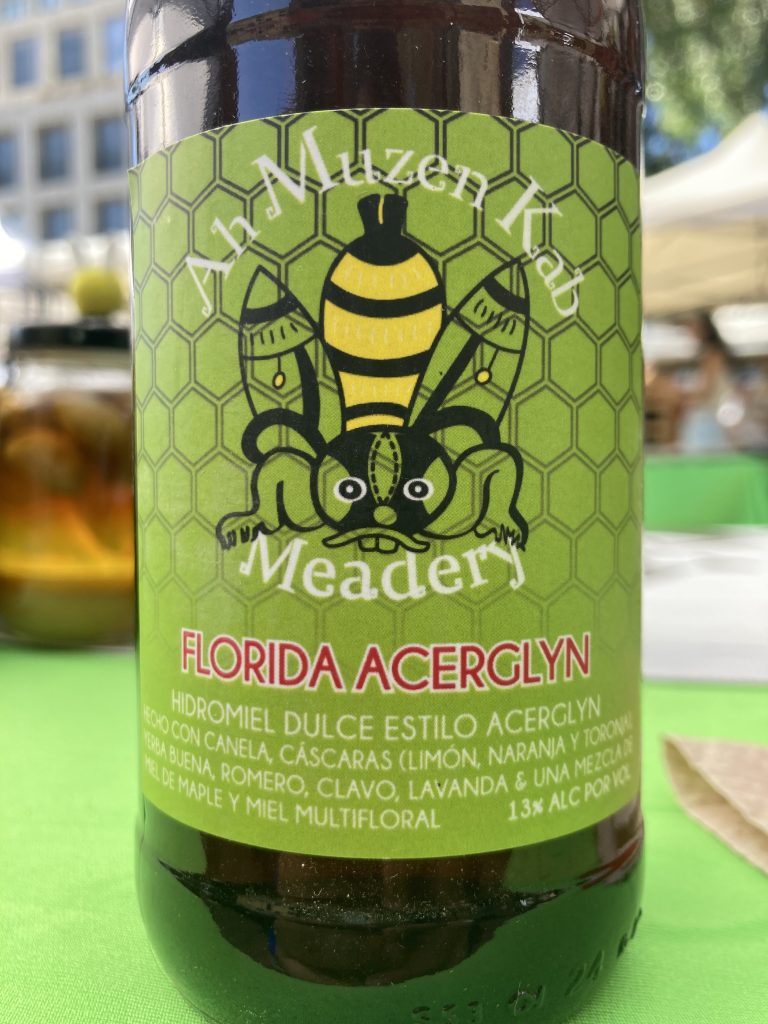 Ah Muzen Kab
Meadery
FLORIDA ACERGLYN
HIDROMIEL DULCE ESTILO ACERGLYN
HECHO CON CANELA, CÁSCARAS (LIMÓN, NARANJA Y TORONJA),
YERBA BUENA, ROMERO, CLAVO, LAVANDA & UNA MEZCLA DE
MIEL DE MAPLE Y MIEL MULTIFLORAL
13% ALC POR VOL